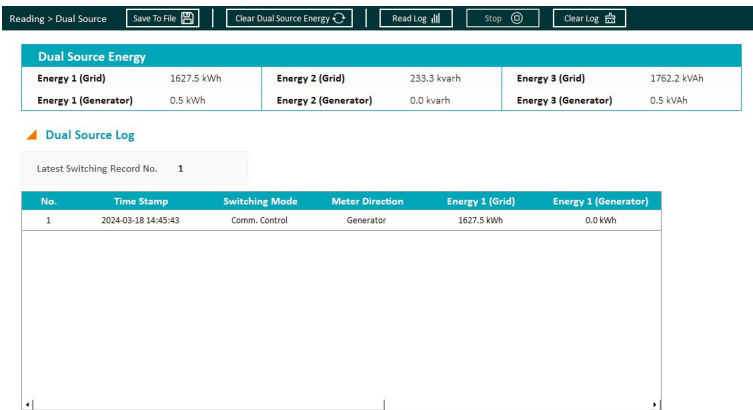 Reading > Dual Source Save To File Clear Dual Source Energy Read Log Stop Clear Log
Dual Source Energy
Energy 1 (Grid) 1627.5 kWh Energy 2 (Grid) 233.3 kvarh Energy 3 (Grid) 1762.2 kVAh
Energy 1 (Generator) 0.5 kWh Energy 2 (Generator) 0.0 kvarh Energy 3 (Generator) 0.5 kVAh
Dual Source Log
Latest Switching Record No. 1
No. Time Stamp Switching Mode Meter Direction Energy 1 (Grid) Energy 1 (Generator)
1 2024-03-18 14:45:43 Comm. Control Generator 1627.5 kWh 0.0 kWh